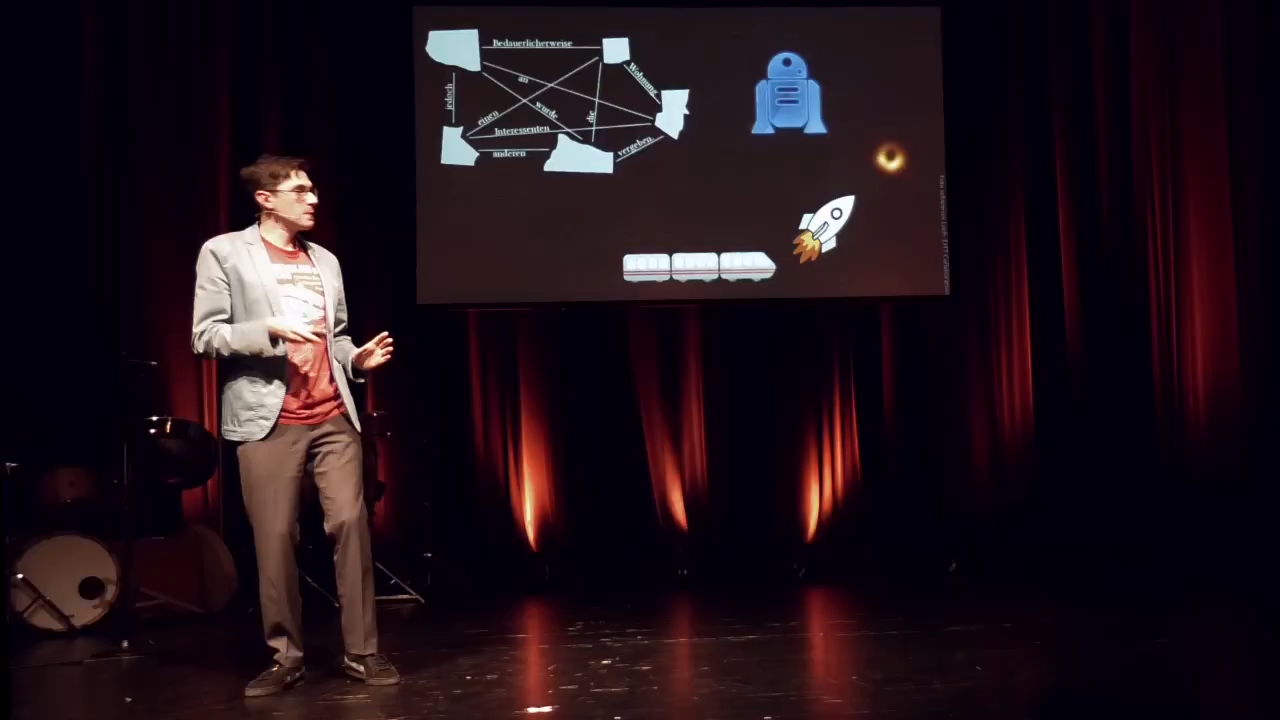 Bedauerlicherweise
an
Wohnung
jedoch
wurde
einen
die
Interessenten
anderen
vergeben